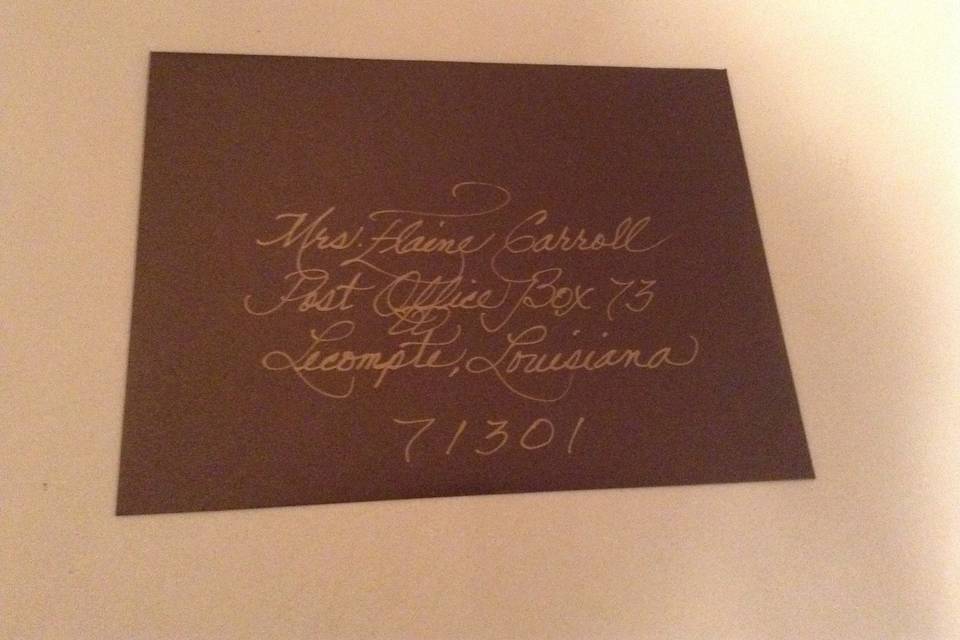 Mrs. Elaine Carroll
Post Office Box 73
Lecompte, Louisiana
71301